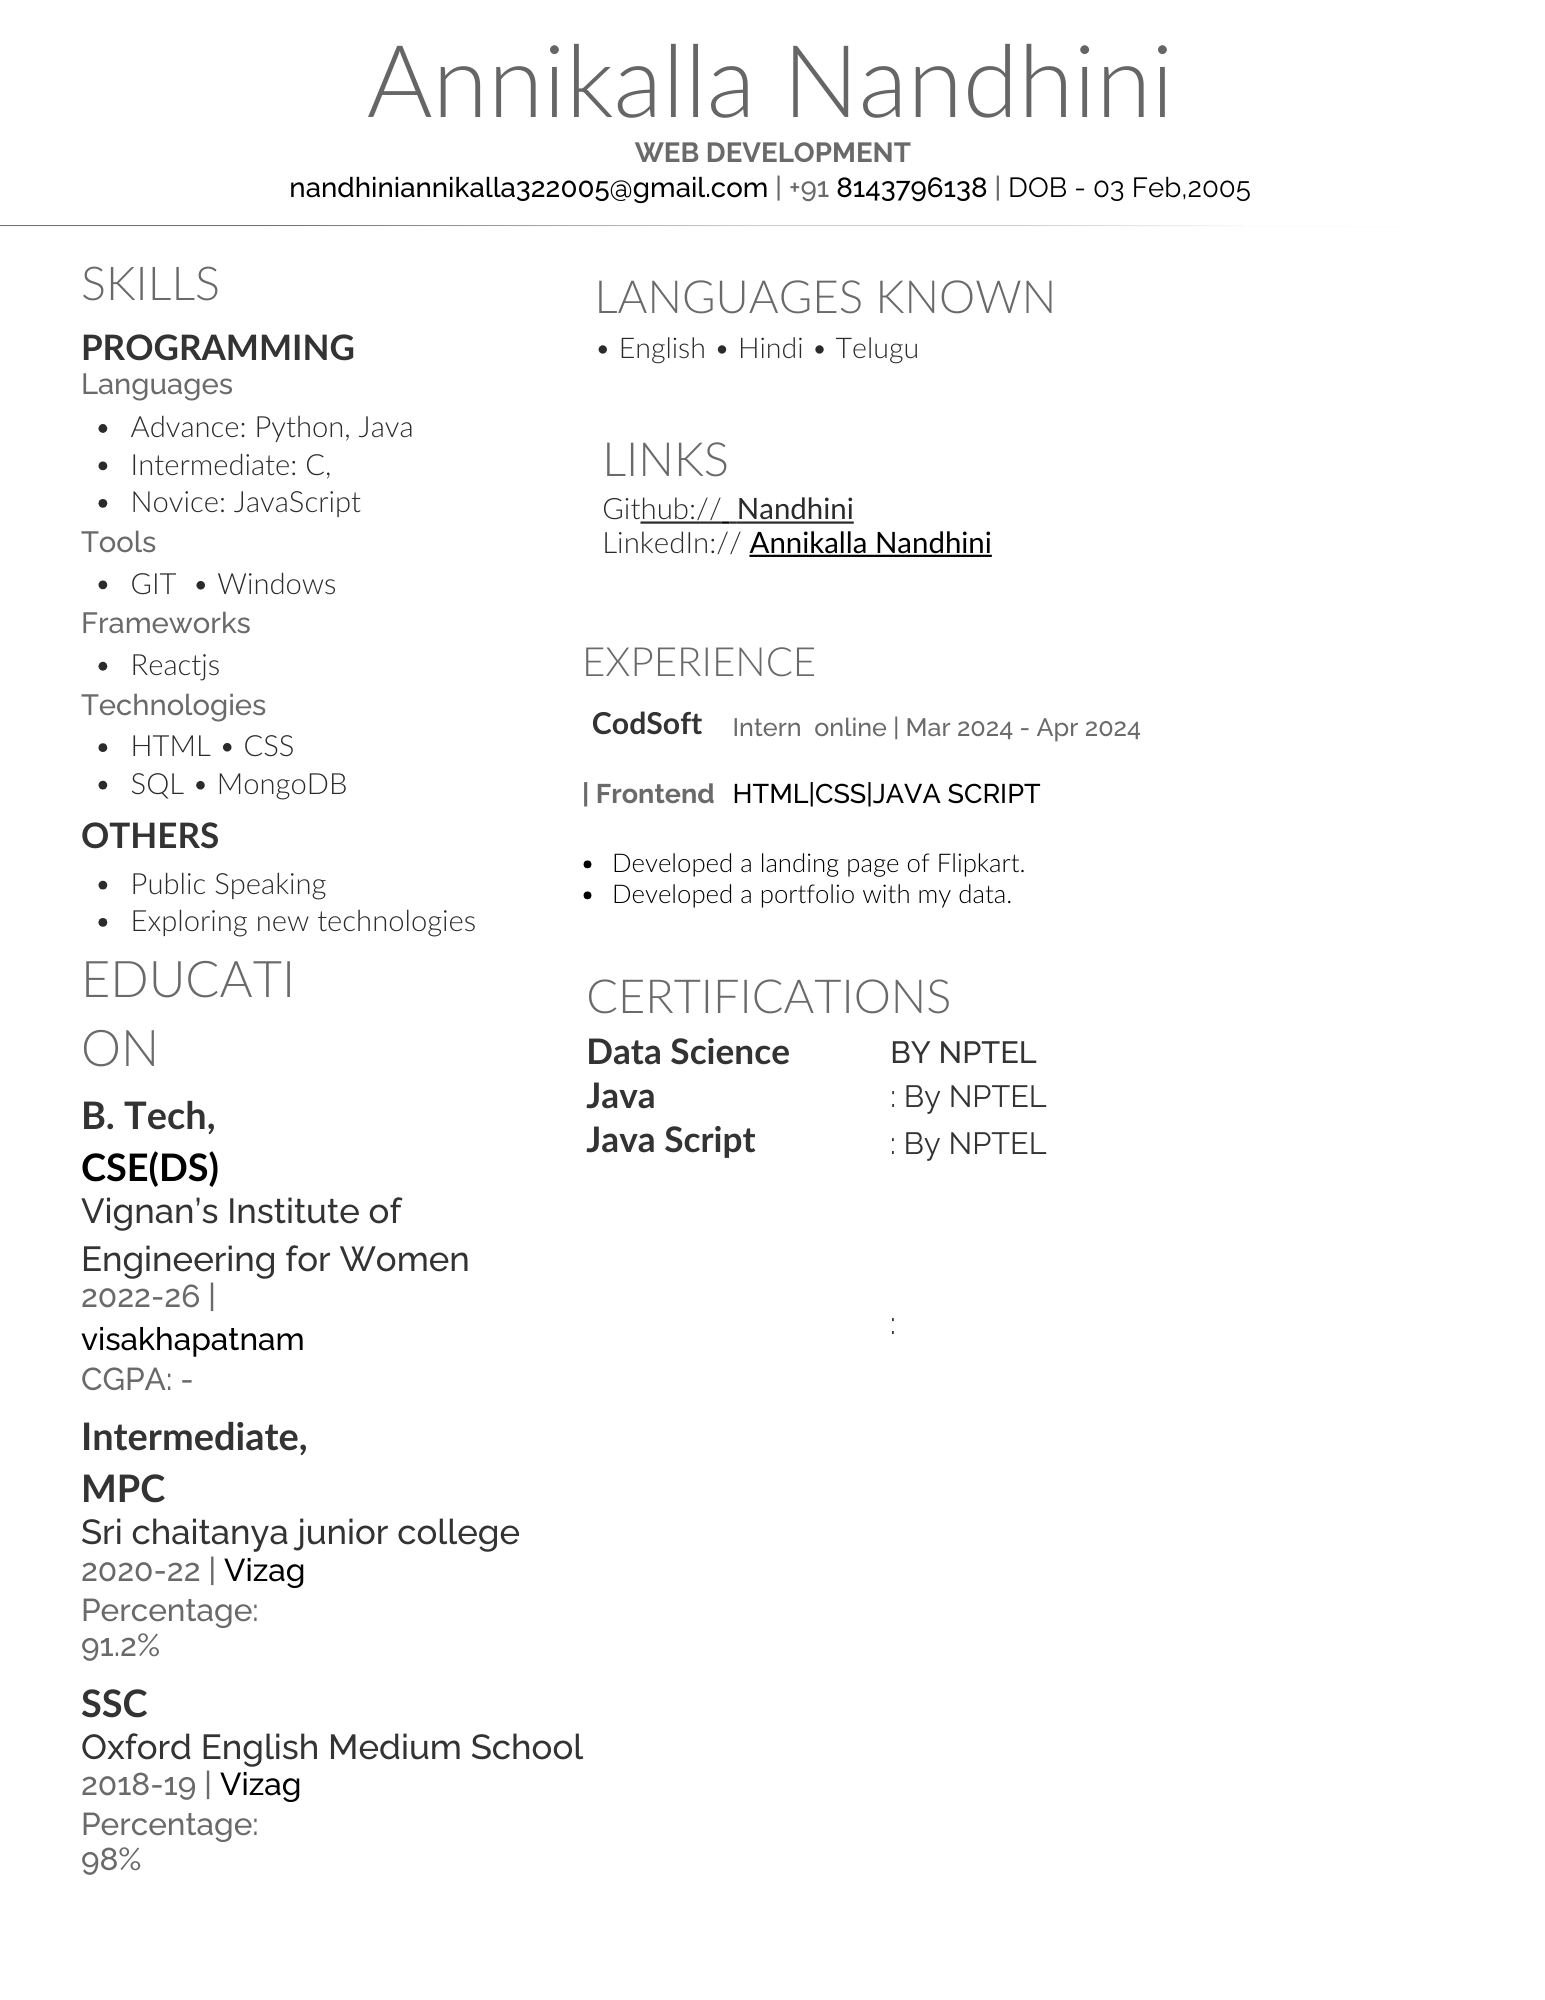 Annikalla Nandhini
WEB DEVELOPMENT
nandhiniannikalla322005@gmail.com | +91 8143796138 | DOB - 03 Feb,2005
SKILLS
PROGRAMMING
Languages
• Advance: Python, Java
• Intermediate: C,
• Novice: JavaScript
Tools
• GIT • Windows
Frameworks
• Reactjs
Technologies
• HTML • CSS
• SQL • MongoDB
OTHERS
• Public Speaking
• Exploring new technologies
EDUCATI
ON
B. Tech,
CSE(DS)
Vignan's Institute of
Engineering for Women
2022-26 |
visakhapatnam
CGPA: -
Intermediate,
MPC
Sri chaitanya junior college
2020-22 | Vizag
Percentage:
91.2%
SSC
Oxford English Medium School
2018-19 | Vizag
Percentage:
98%
LANGUAGES KNOWN
• English • Hindi • Telugu
LINKS
Github:// Nandhini
LinkedIn:// Annikalla Nandhini
EXPERIENCE
CodSoft Intern online | Mar 2024 - Apr 2024
| Frontend HTML|CSS|JAVA SCRIPT
• Developed a landing page of Flipkart.
• Developed a portfolio with my data.
CERTIFICATIONS
Data Science BY NPTEL
Java : By NPTEL
Java Script : By NPTEL
: